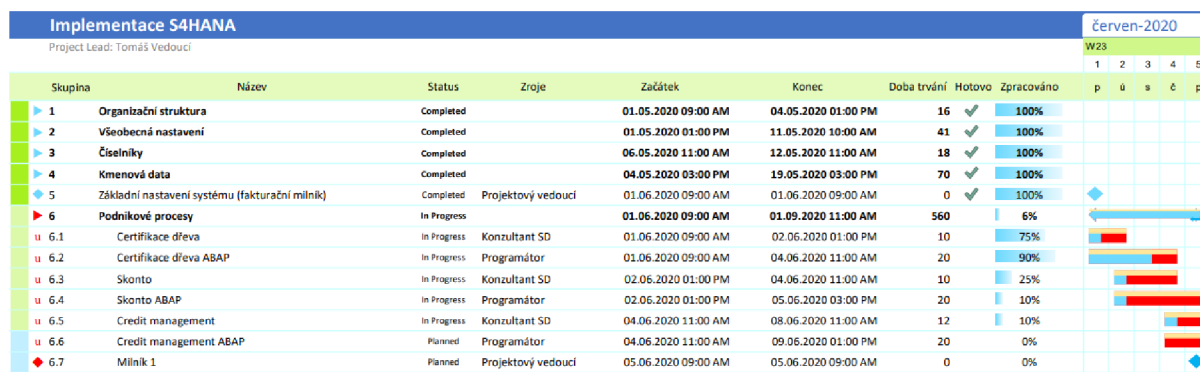 Implementace S4HANA červen-2020
Project Lead: Tomáš Vedoucí W23
1 2 3 4 5
Skupina Název Status Zroje Začátek Konec Doba trvání Hotovo Zpracováno p ú s č p
1 Organizační struktura Completed 01.05.2020 09:00 AM 04.05.2020 01:00 PM 16 100%
2 Všeobecná nastavení Completed 01.05.2020 01:00 PM 11.05.2020 10:00 AM 41 100%
3 Číselníky Completed 06.05.2020 11:00 AM 12.05.2020 11:00 AM 18 100%
4 Kmenová data Completed 04.05.2020 03:00 PM 19.05.2020 03:00 PM 70 100%
5 Základní nastavení systému (fakturační milník) Completed Projektový vedoucí 01.06.2020 09:00 AM 01.06.2020 09:00 AM 0 100%
6 Podnikové procesy In Progress 01.06.2020 09:00 AM 01.09.2020 11:00 AM 560 6%
u 6.1 Certifikace dřeva In Progress Konzultant SD 01.06.2020 09:00 AM 02.06.2020 01:00 PM 10 75%
u 6.2 Certifikace dřeva ABAP In Progress Programátor 01.06.2020 09:00 AM 04.06.2020 11:00 AM 20 90%
u 6.3 Skonto In Progress Konzultant SD 02.06.2020 01:00 PM 04.06.2020 11:00 AM 10 25%
u 6.4 Skonto ABAP In Progress Programátor 02.06.2020 01:00 PM 05.06.2020 03:00 PM 20 10%
u 6.5 Credit management In Progress Konzultant SD 04.06.2020 11:00 AM 08.06.2020 11:00 AM 12 10%
u 6.6 Credit management ABAP Planned Programátor 04.06.2020 11:00 AM 09.06.2020 01:00 PM 20 0%
6.7 Milník 1 Planned Projektový vedoucí 05.06.2020 09:00 AM 05.06.2020 09:00 AM 0 0%